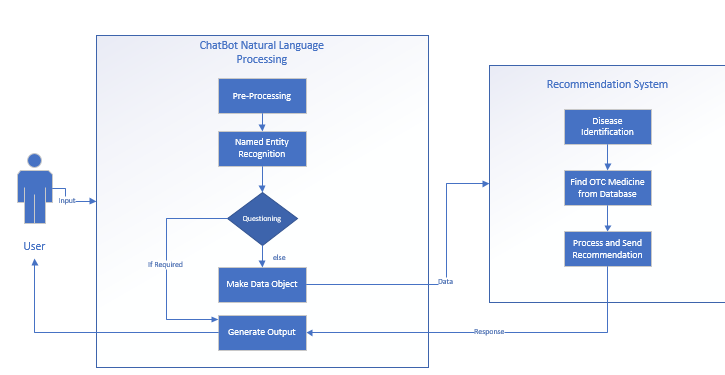 ChatBot Natural Language
Processing
Pre-Processing
Named Entity
Recognition
Questioning
else
If Required
Make Data Object
Generate Output
Input
User
Data
Response
Recommendation System
Disease
Identification
Find OTC Medicine
from Database
Process and Send
Recommendation